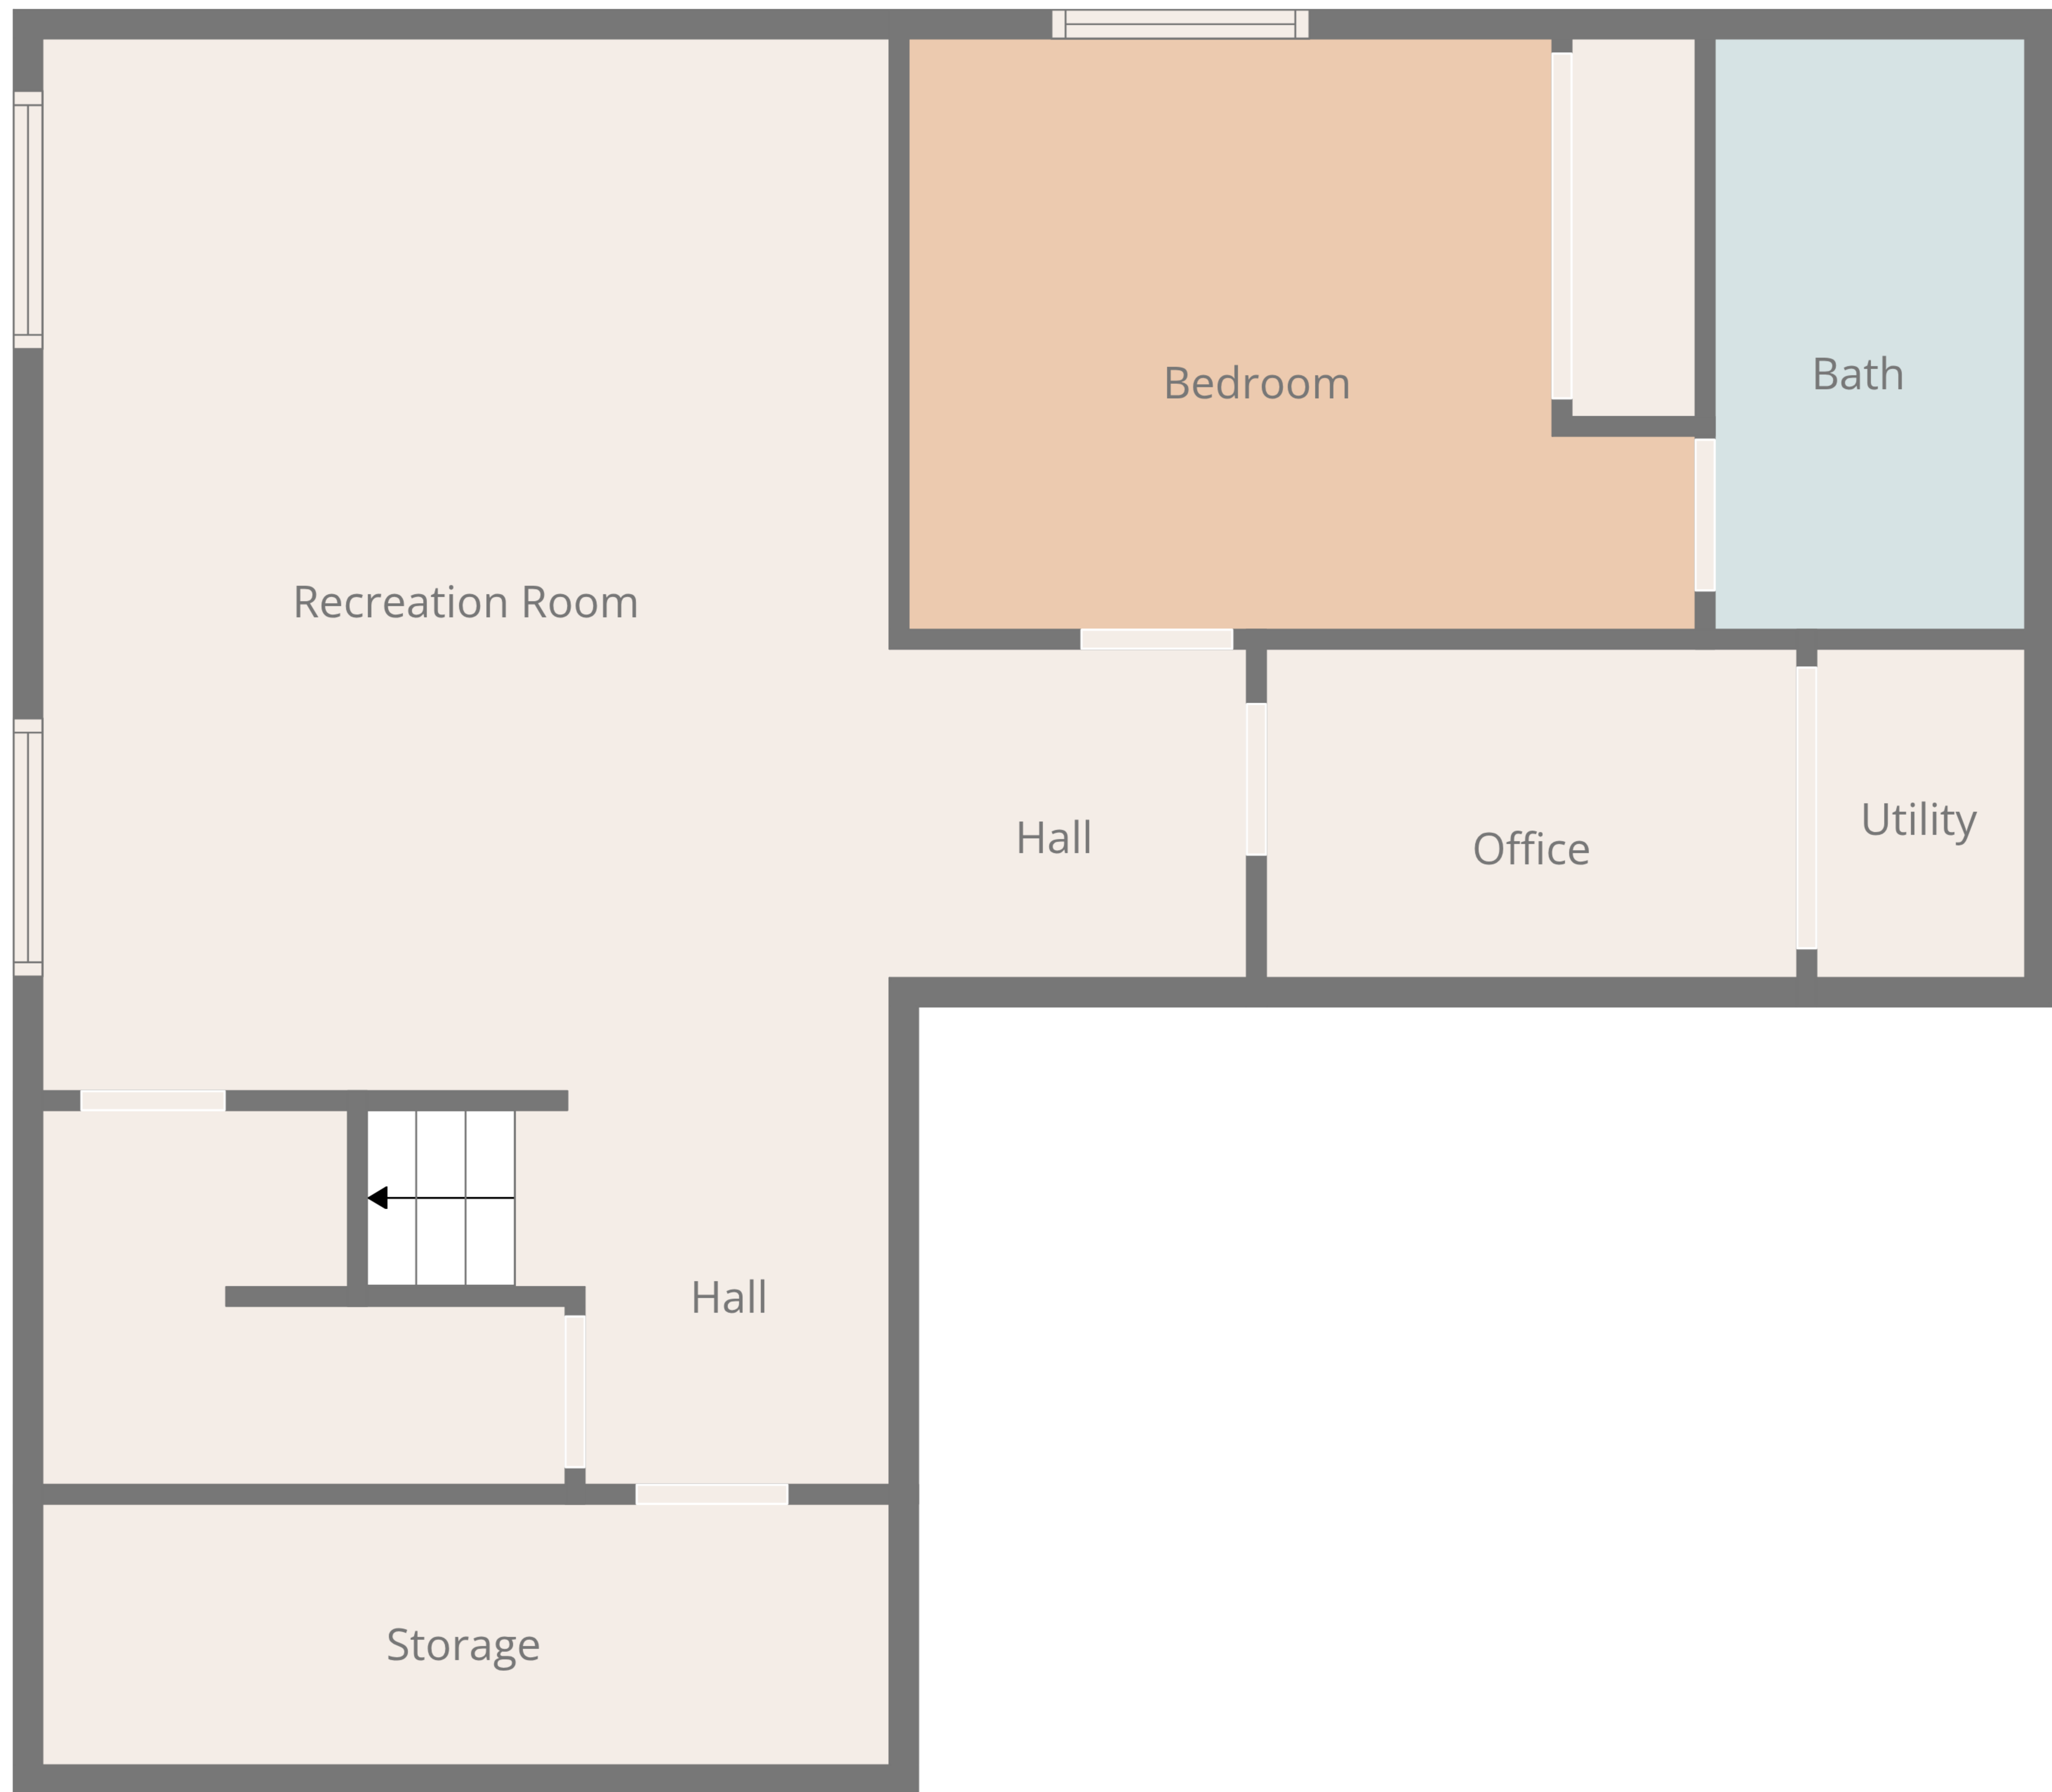 Bedroom
Bath
Recreation Room
Hall
Office
Utility
Hall
Storage